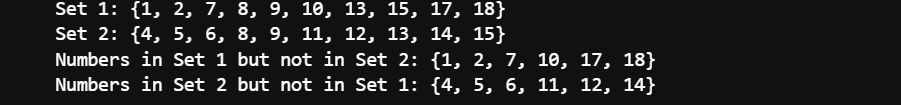 Set 1: {1, 2, 7, 8, 9, 10, 13, 15, 17, 18}
Set 2: {4, 5, 6, 8, 9, 11, 12, 13, 14, 15}
Numbers in Set 1 but not in Set 2: {1, 2, 7, 10, 17, 18}
Numbers in Set 2 but not in Set 1: {4, 5, 6, 11, 12, 14}